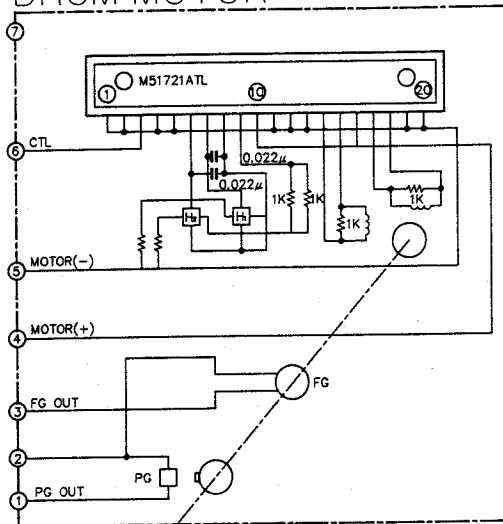 DRUM MOTOR
7
M51721ATL
1
10
20
6 CTL
0.022μ
0.022μ
1K 1K
1K
1K
H2 H1
5 MOTOR(-)
4 MOTOR(+)
FG
3 FG OUT
2
PG
1 PG OUT